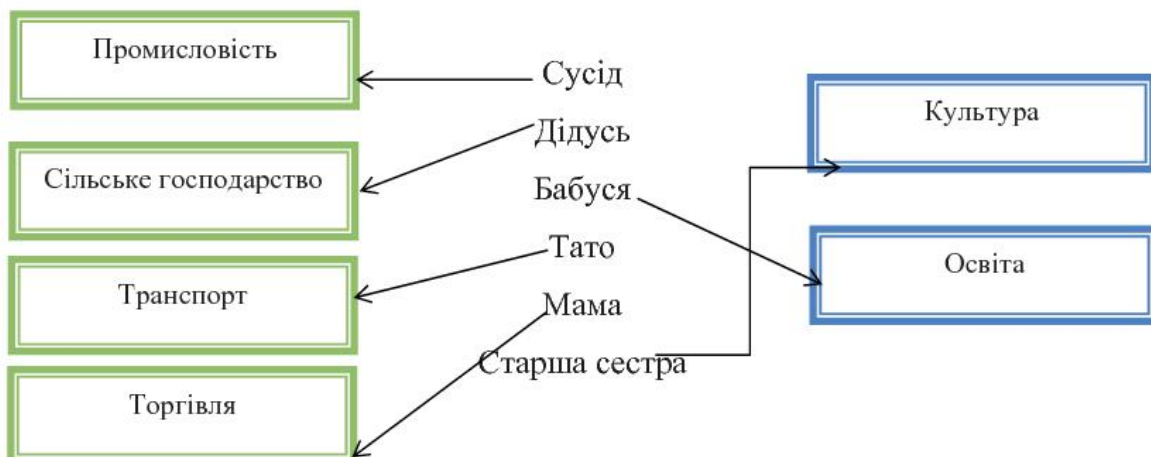 Промисловість
Сільське господарство
Транспорт
Торгівля
Сусід
Дідусь
Бабуся
Тато
Мама
Старша сестра
Культура
Освіта